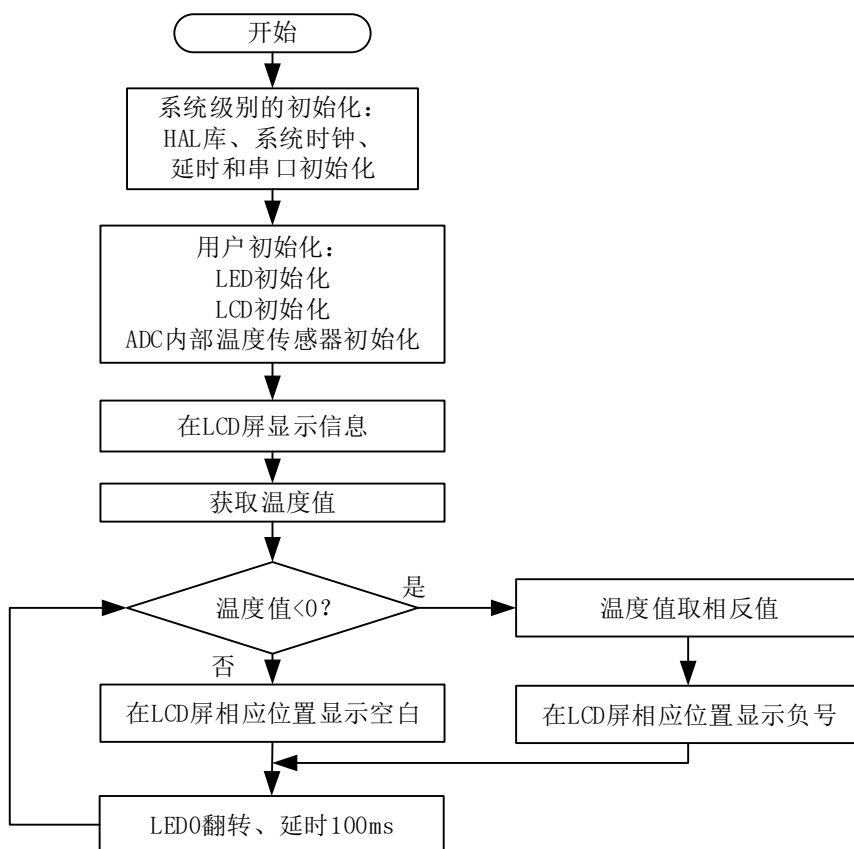 开始
系统级别的初始化：
HAL库、系统时钟、
延时和串口初始化
用户初始化：
LED初始化
LCD初始化
ADC内部温度传感器初始化
在LCD屏显示信息
获取温度值
温度值<0？
是
温度值取相反值
否
在LCD屏相应位置显示空白
在LCD屏相应位置显示负号
LED0翻转、延时100ms